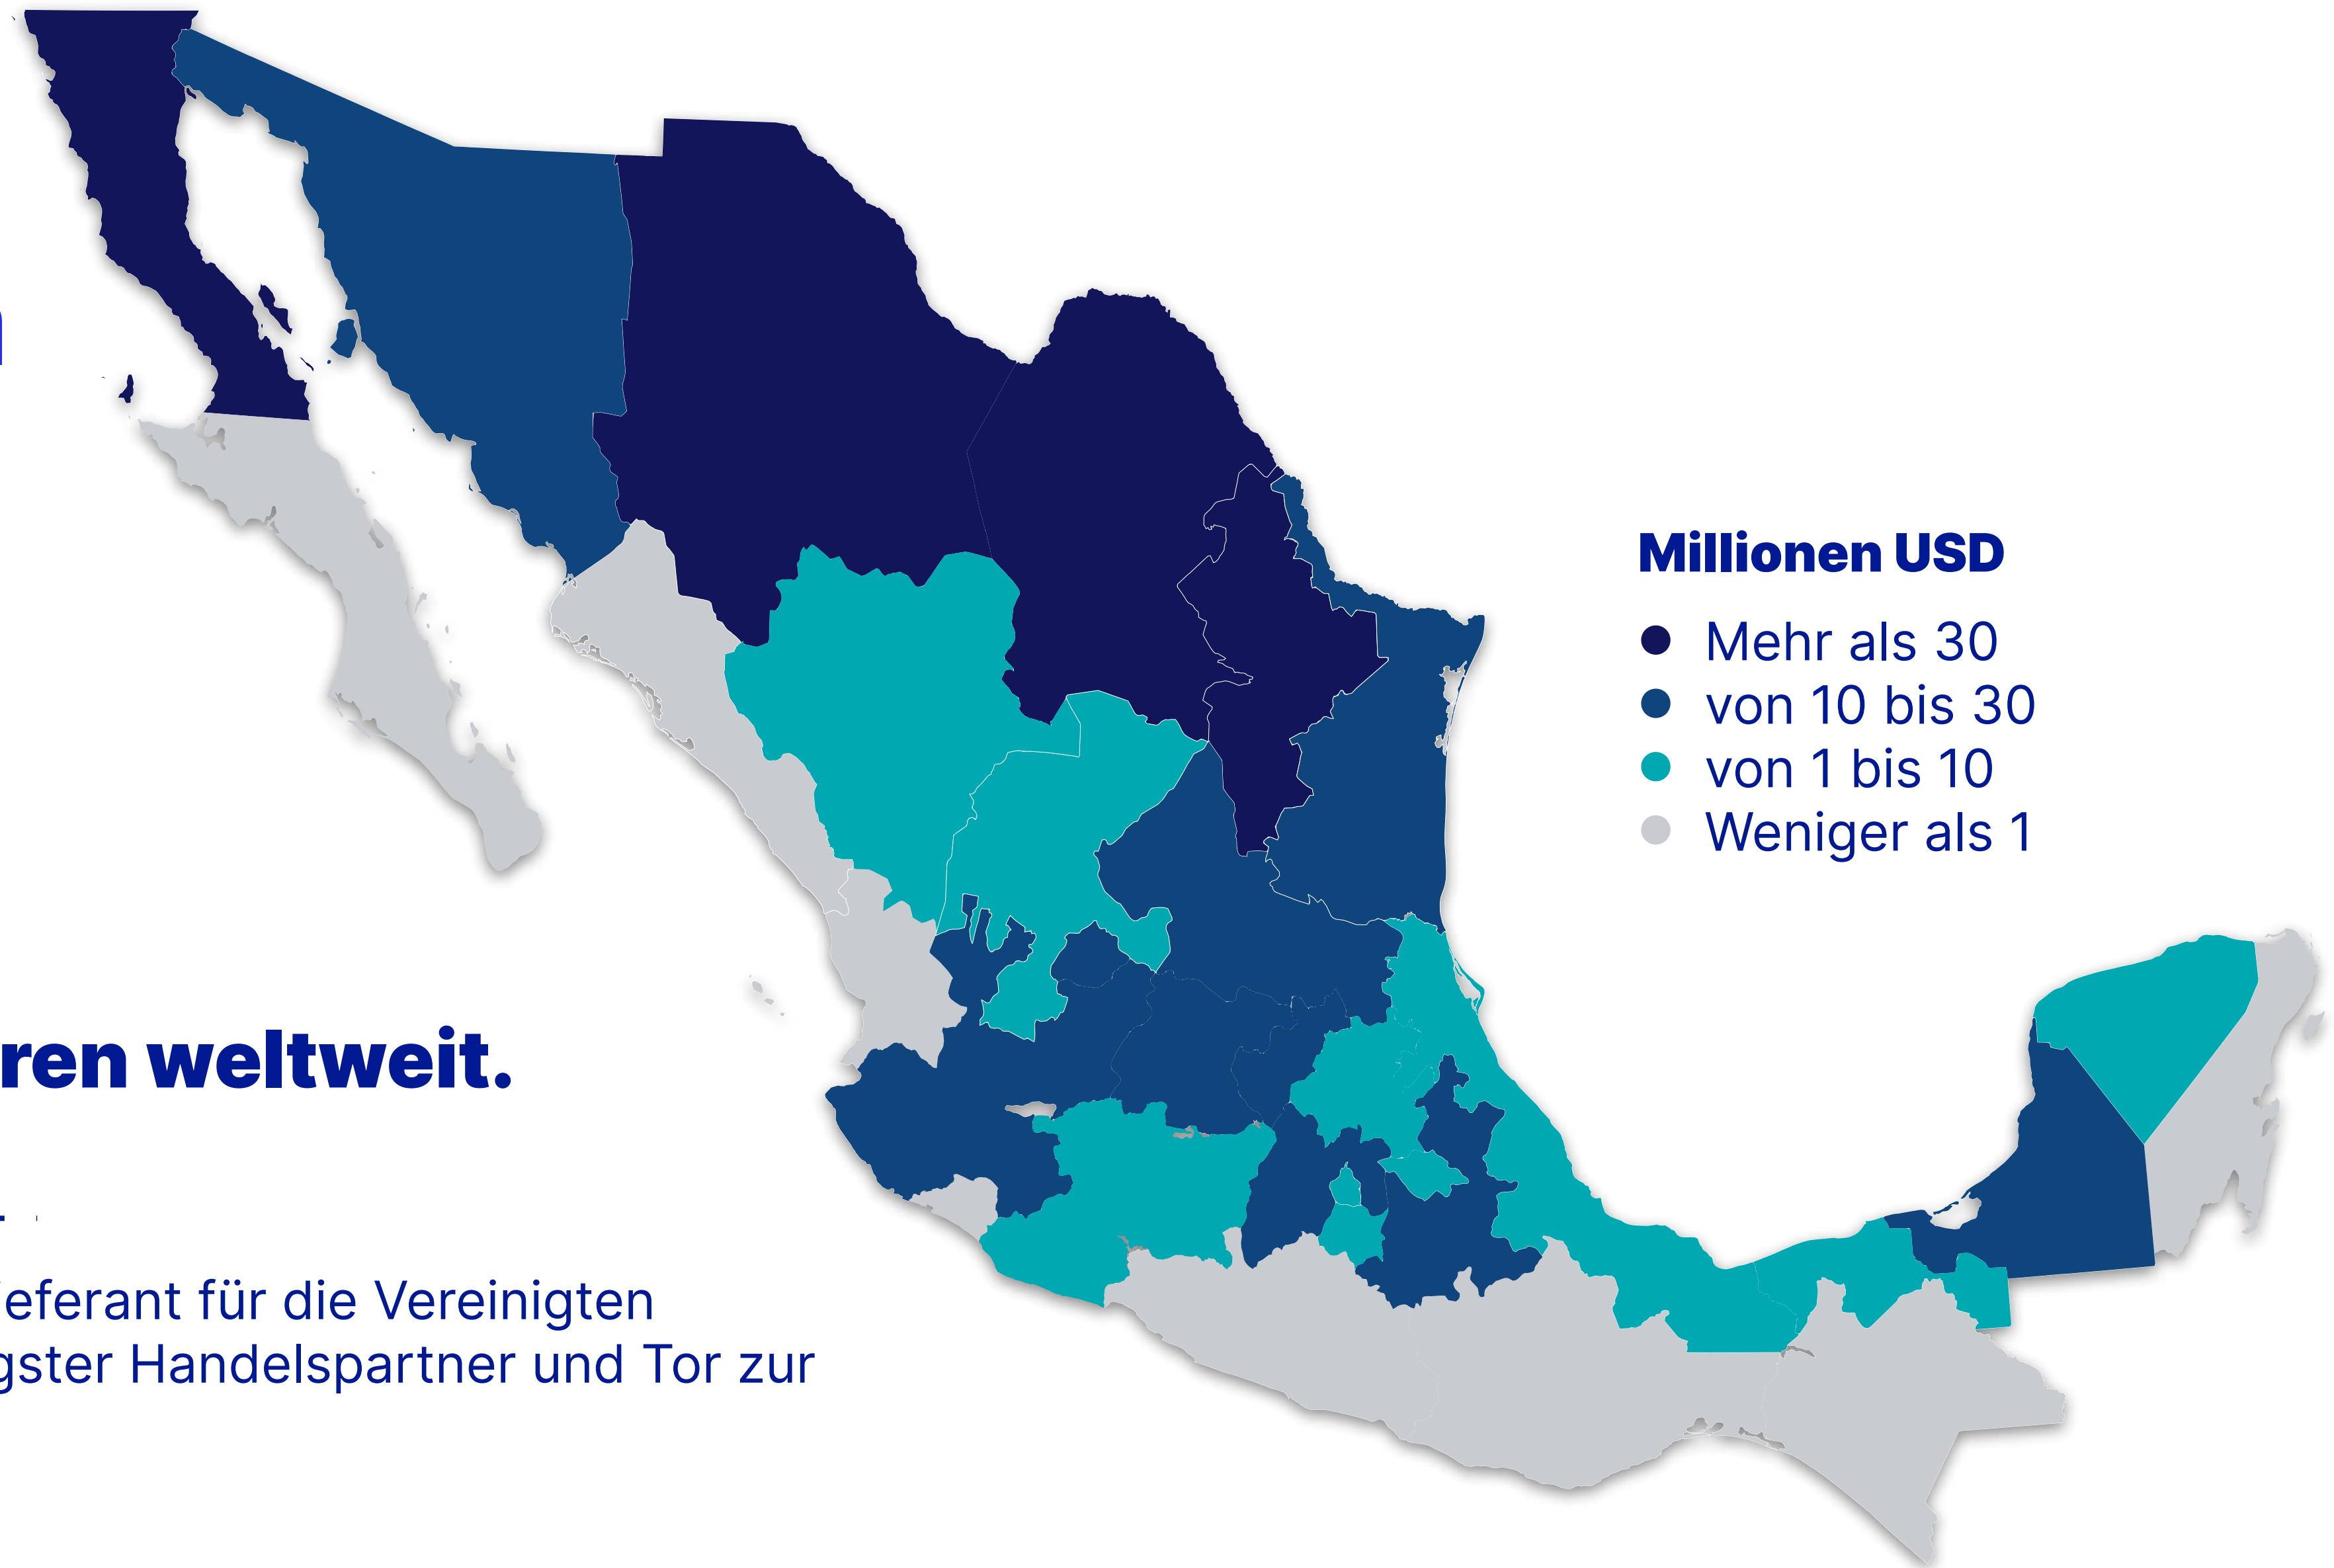 ren weltweit.
eferant für die Vereinigten
gster Handelspartner und Tor zur
Millionen USD
Mehr als 30
von 10 bis 30
von 1 bis 10
Weniger als 1